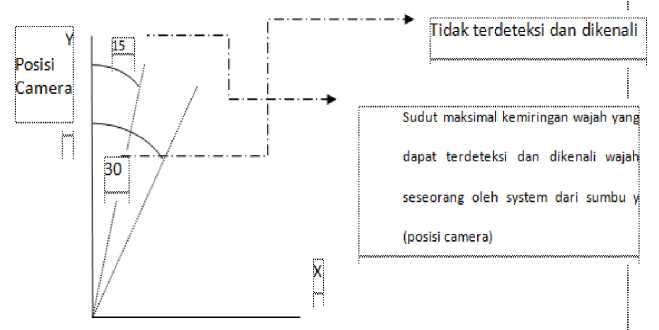 Y
15
Posisi
Camera
30
X
Tidak terdeteksi dan dikenali
Sudut maksimal kemiringan wajah yang
dapat terdeteksi dan dikenali wajah
seseorang oleh system dari sumbu y
(posisi camera)